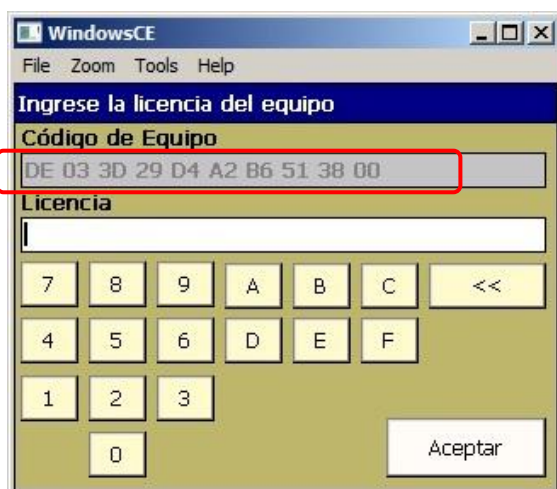 WindowsCE
File Zoom Tools Help
Ingrese la licencia del equipo
Código de Equipo
DE 03 3D 29 D4 A2 B6 51 38 00
Licencia
7 8 9 A B C <<
4 5 6 D E F
1 2 3
0 Aceptar